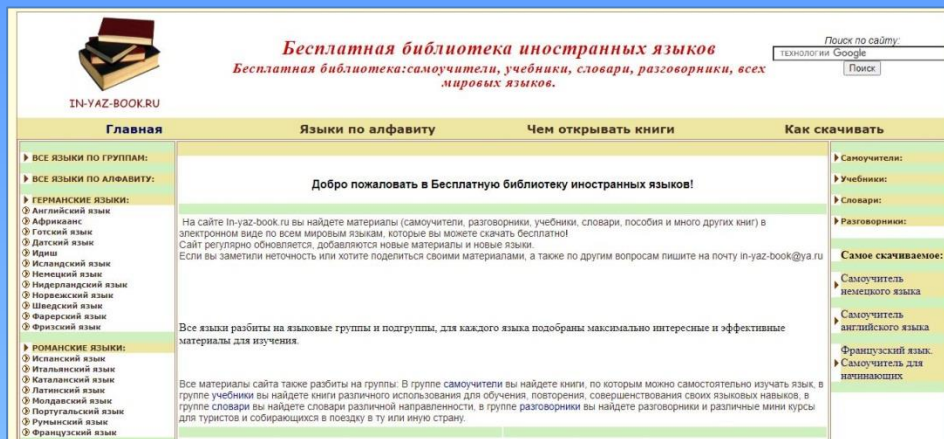 IN-YAZ-BOOK.RU
Бесплатная библиотека иностранных языков
Бесплатная библиотека:самоучители, учебники, словари, разговорники, всех
мировых языков.
Поиск по сайту:
технологии Google
Поиск
Главная
Языки по алфавиту
Чем открывать книги
Как скачивать
ВСЕ ЯЗЫКИ ПО ГРУППАМ:
ВСЕ ЯЗЫКИ ПО АЛФАВИТУ:
ГЕРМАНСКИЕ ЯЗЫКИ:
Английский язык
Африкаанс
Готский язык
Датский язык
Идиш
Исландский язык
Немецкий язык
Нидерландский язык
Норвежский язык
Шведский язык
Фарерский язык
Фризский язык
РОМАНСКИЕ ЯЗЫКИ:
Испанский язык
Итальянский язык
Каталанский язык
Латинский язык
Молдавский язык
Португальский язык
Румынский язык
Французский язык
Добро пожаловать в Бесплатную библиотеку иностранных языков!
На сайте In-yaz-book.ru вы найдете материалы (самоучители, разговорники, учебники, словари, пособия и много других книг) в
электронном виде по всем мировым языкам, которые вы можете скачать бесплатно!
Сайт регулярно обновляется, добавляются новые материалы и новые языки.
Если вы заметили неточность или хотите поделиться своими материалами, а также по другим вопросам пишите на почту in-yaz-book@ya.ru
Все языки разбиты на языковые группы и подгруппы, для каждого языка подобраны максимально интересные и эффективные
материалы для изучения.
Все материалы сайта также разбиты на группы: В группе самоучители вы найдете книги, по которым можно самостоятельно изучать язык, в
группе учебники вы найдете книги различного использования для обучения, повторения, совершенствования своих языковых навыков, в
группе словари вы найдете словари различной направленности, в группе разговорники вы найдете разговорники и различные мини курсы
для туристов и собирающихся в поездку в ту или иную страну.
Самоучители:
Учебники:
Словари:
Разговорники:
Самое скачиваемое:
Самоучитель
немецкого языка
Самоучитель
английского языка
Французский язык.
Самоучитель для
начинающих